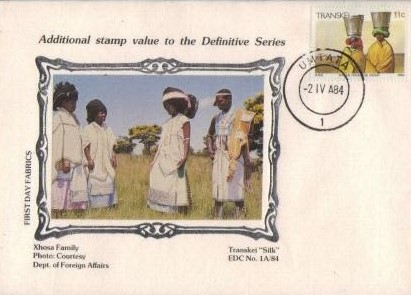 Additional stamp value to the Definitive Series
TRANSKEI 11c
UMTATA
-2 IV A84
1
FIRST DAY FABRICS
Xhosa Family
Photo: Courtesy
Dept. of Foreign Affairs
Transkei "Silk"
EDC No. 1A/84